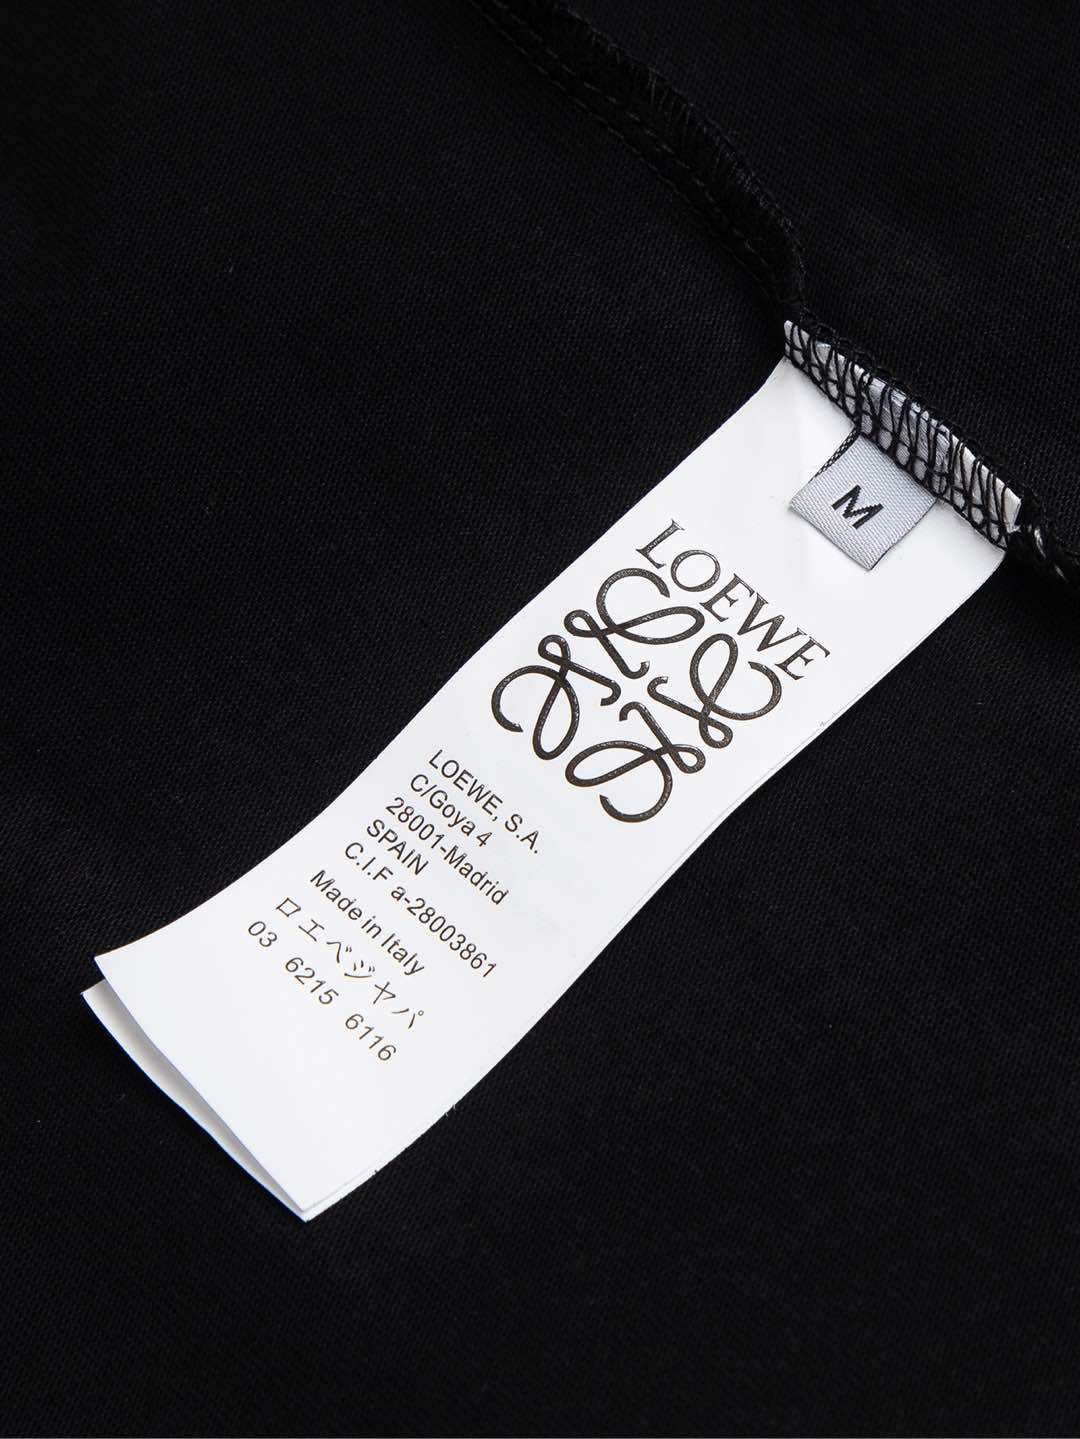 M
LOEWE
LOEWE, S.A.
C/Goya 4
28001-Madrid
SPAIN
C.I.F a-28003861
Made in Italy
ロエベジャパ
03 6215 6116